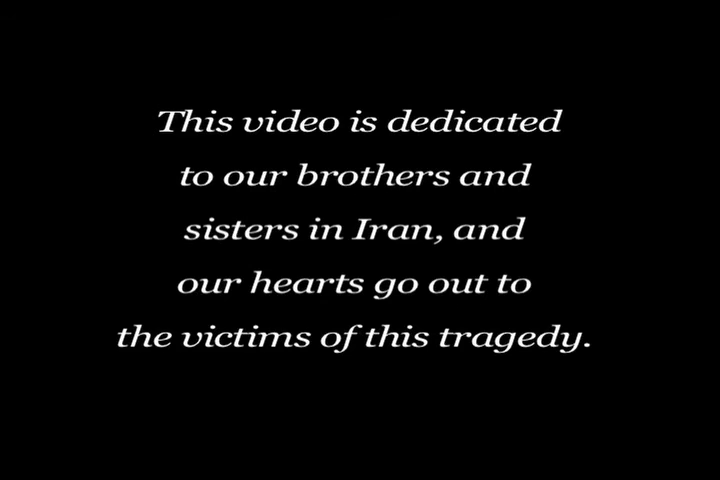 This video is dedicated
to our brothers and
sisters in Iran, and
our hearts go out to
the victims of this tragedy.